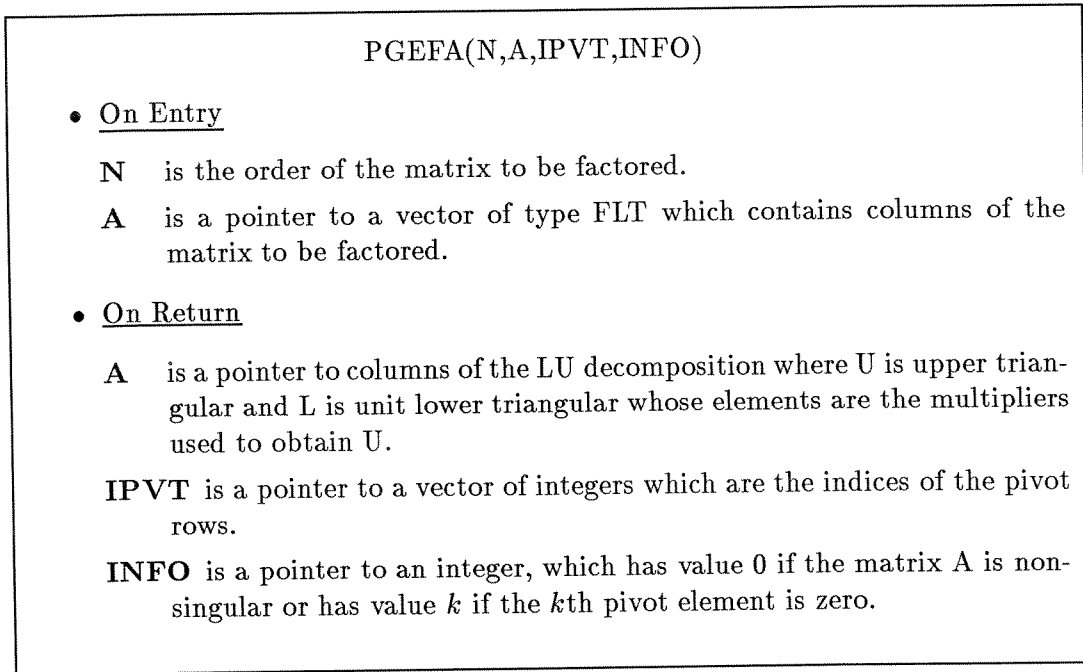 PGEFA(N,A,IPVT,INFO)
• On Entry
N is the order of the matrix to be factored.
A is a pointer to a vector of type FLT which contains columns of the
matrix to be factored.
• On Return
A is a pointer to columns of the LU decomposition where U is upper trian-
gular and L is unit lower triangular whose elements are the multipliers
used to obtain U.
IPVT is a pointer to a vector of integers which are the indices of the pivot
rows.
INFO is a pointer to an integer, which has value 0 if the matrix A is non-
singular or has value k if the kth pivot element is zero.